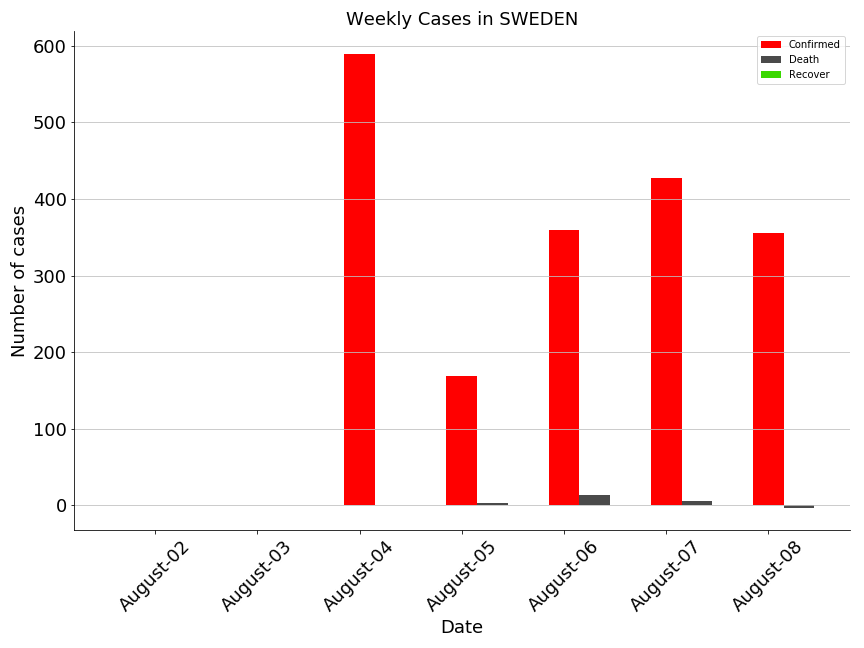 Weekly Cases in SWEDEN
Confirmed
Death
Recover
Number of cases
600
500
400
300
200
100
0
August-02
August-03
August-04
August-05
August-06
August-07
August-08
Date